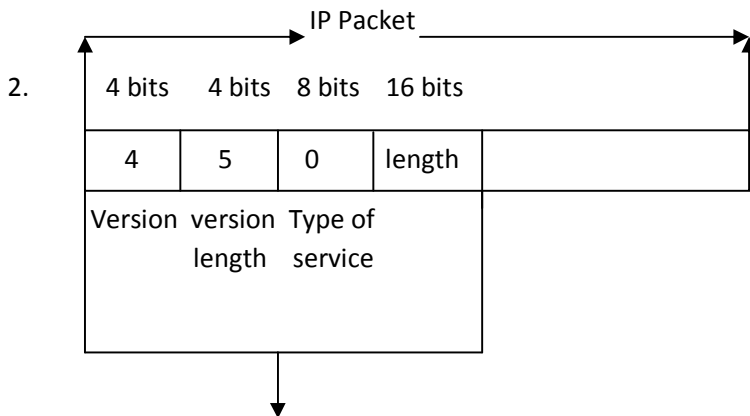 IP Packet
2. 4 bits 4 bits 8 bits 16 bits
4 5 0 length
Version version Type of
length service